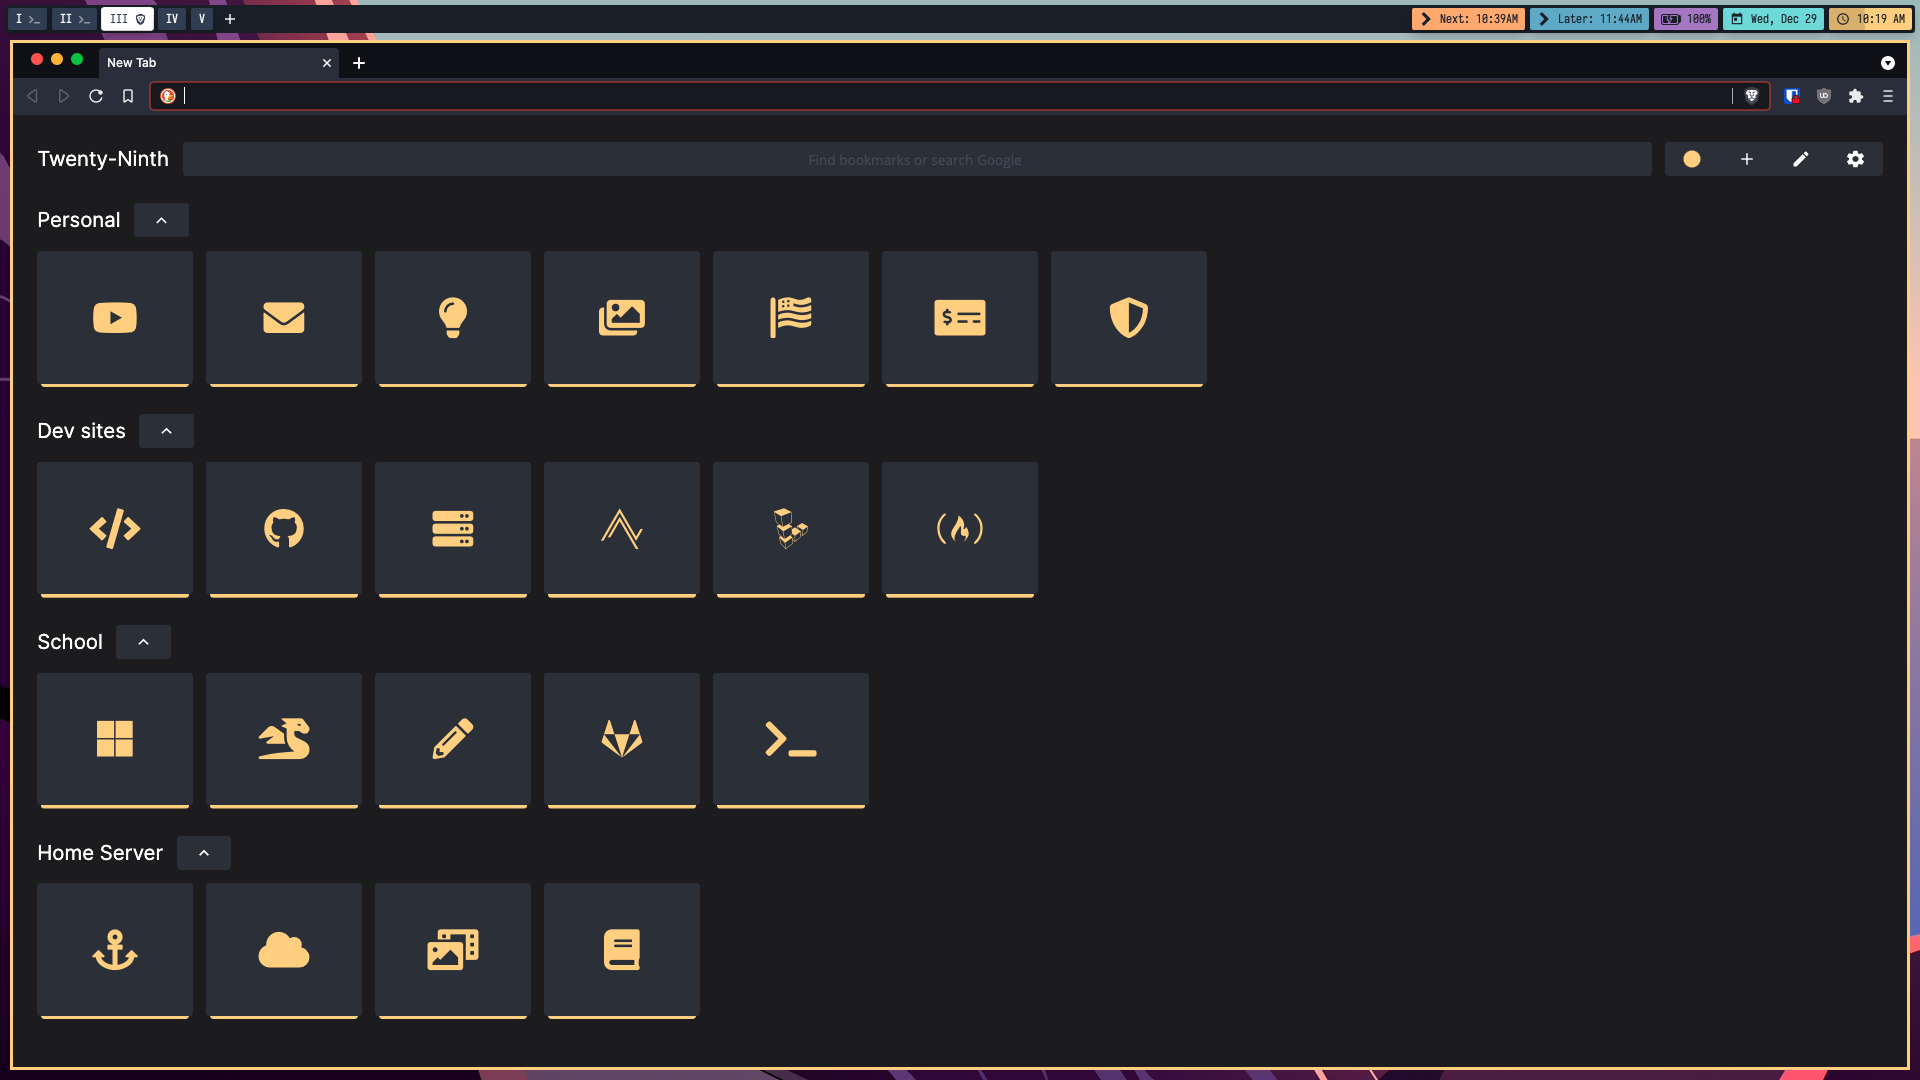 I >_ II >_ III IV V +
Next: 10:39AM Later: 11:44AM 100% Wed, Dec 29 10:19 AM
New Tab
Twenty-Ninth Find bookmarks or search Google
Personal
Dev sites
School
Home Server